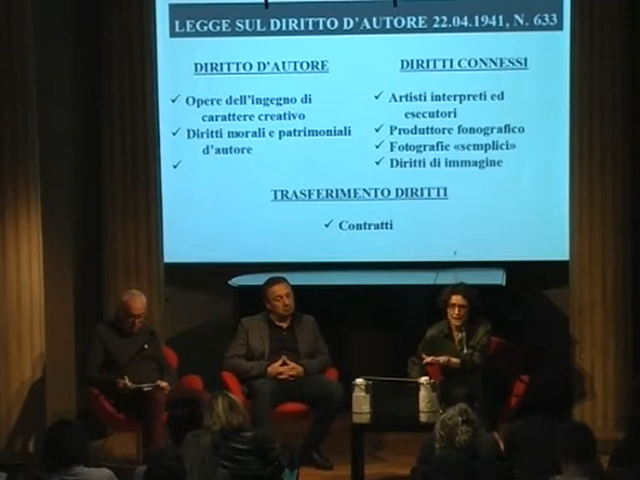 LEGGE SUL DIRITTO D'AUTORE 22.04.1941, N. 633
DIRITTO D'AUTORE
✓ Opere dell'ingegno di
carattere creativo
✓ Diritti morali e patrimoniali
d'autore
✓
DIRITTI CONNESSI
✓ Artisti interpreti ed
esecutori
✓ Produttore fonografico
✓ Fotografie «semplici»
✓ Diritti di immagine
TRASFERIMENTO DIRITTI
✓ Contratti